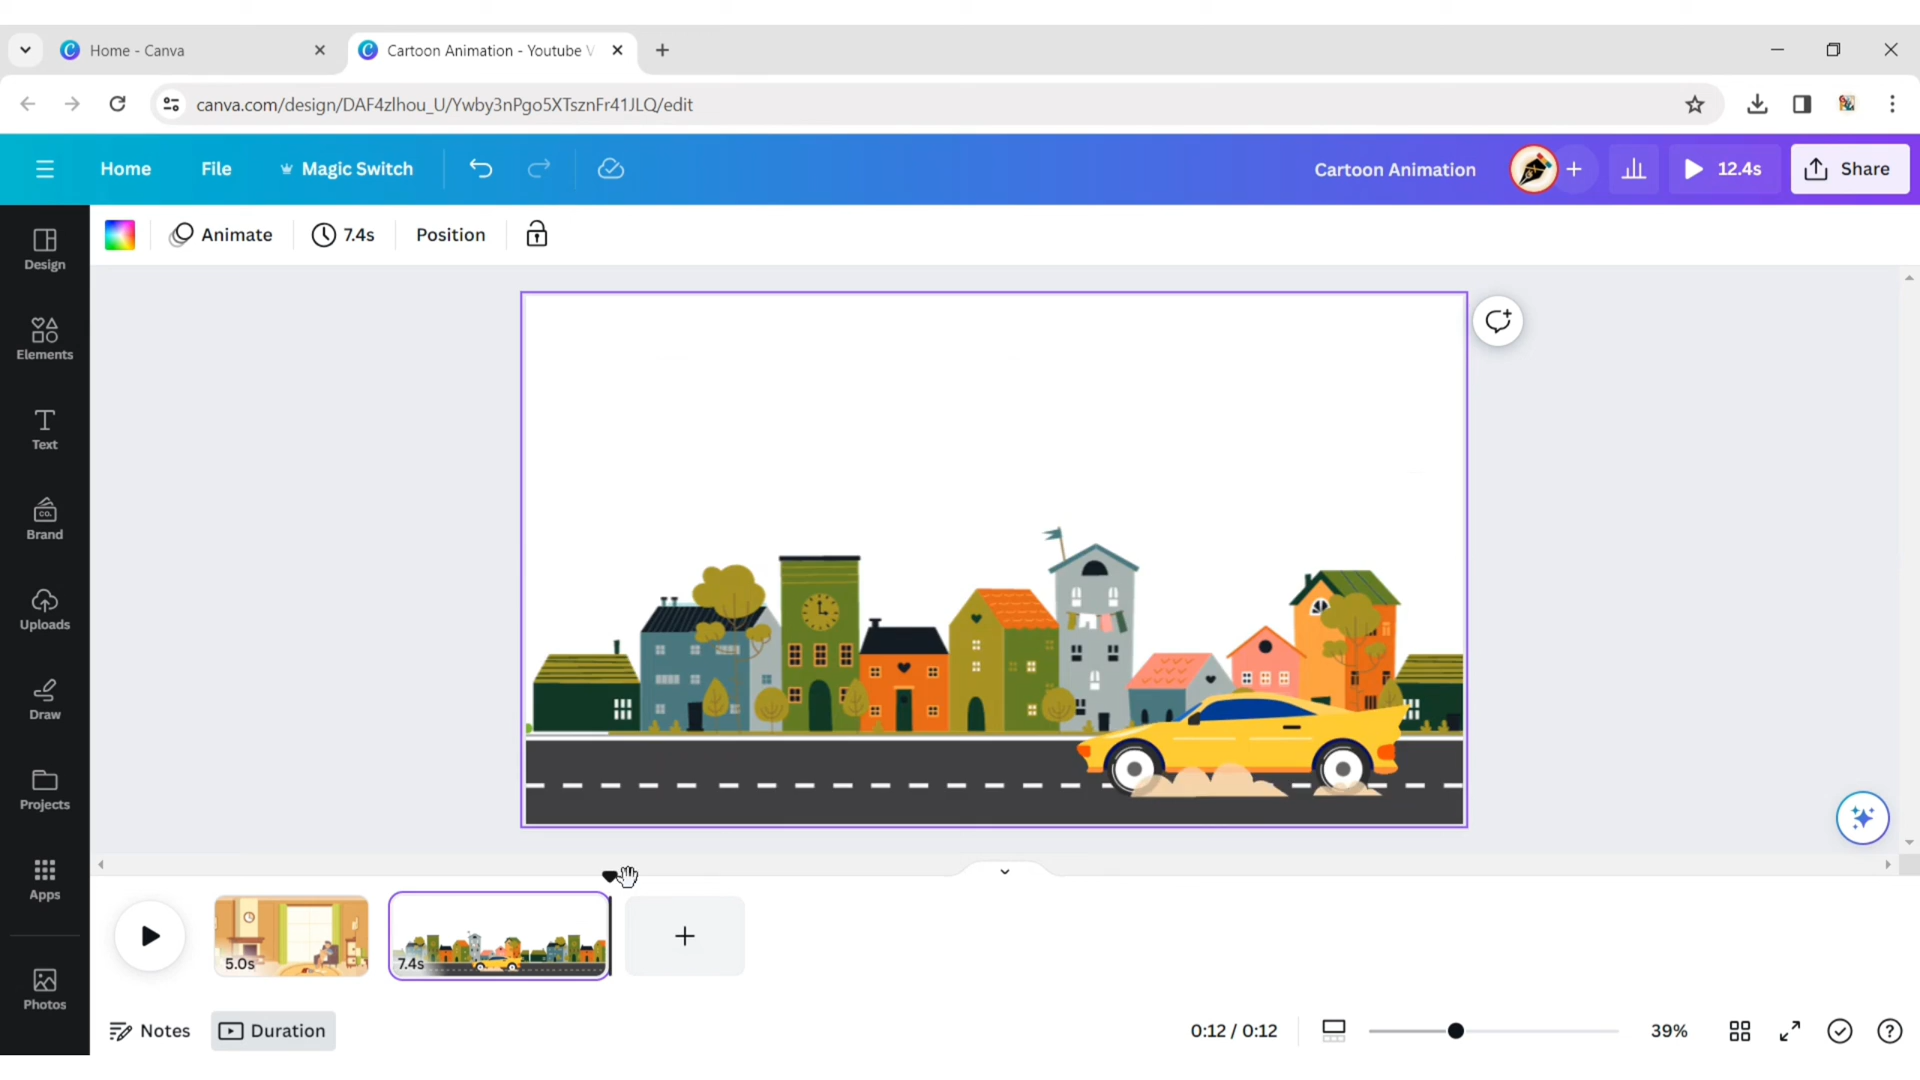 Home - Canva
Cartoon Animation - Youtube V
canva.com/design/DAF4zlhou_U/Ywby3nPgo5XTsznFr41JLQ/edit
Home
File
Magic Switch
Cartoon Animation
12.4s
Share
Animate
7.4s
Position
Design
Elements
Text
CO.
Brand
Uploads
Draw
Projects
Apps
Photos
5.0s
7.4s
Notes
Duration
0:12 / 0:12
39%